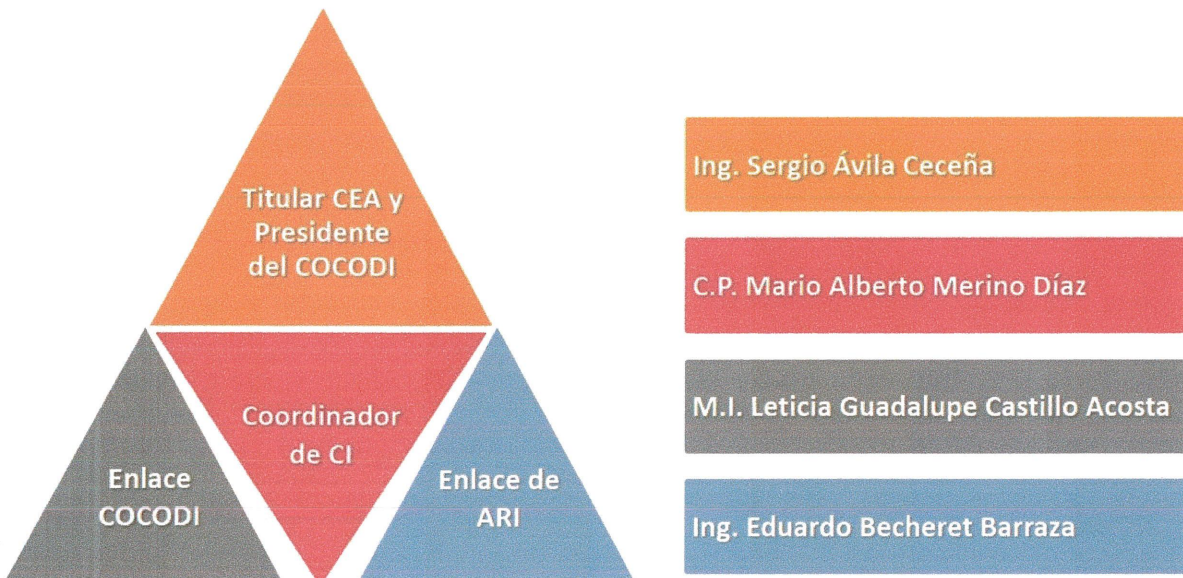 Titular CEA y
Presidente
del COCODI
Coordinador
de CI
Enlace
COCODI
Enlace de
ARI
Ing. Sergio Ávila Ceceña
C.P. Mario Alberto Merino Díaz
M.I. Leticia Guadalupe Castillo Acosta
Ing. Eduardo Becheret Barraza